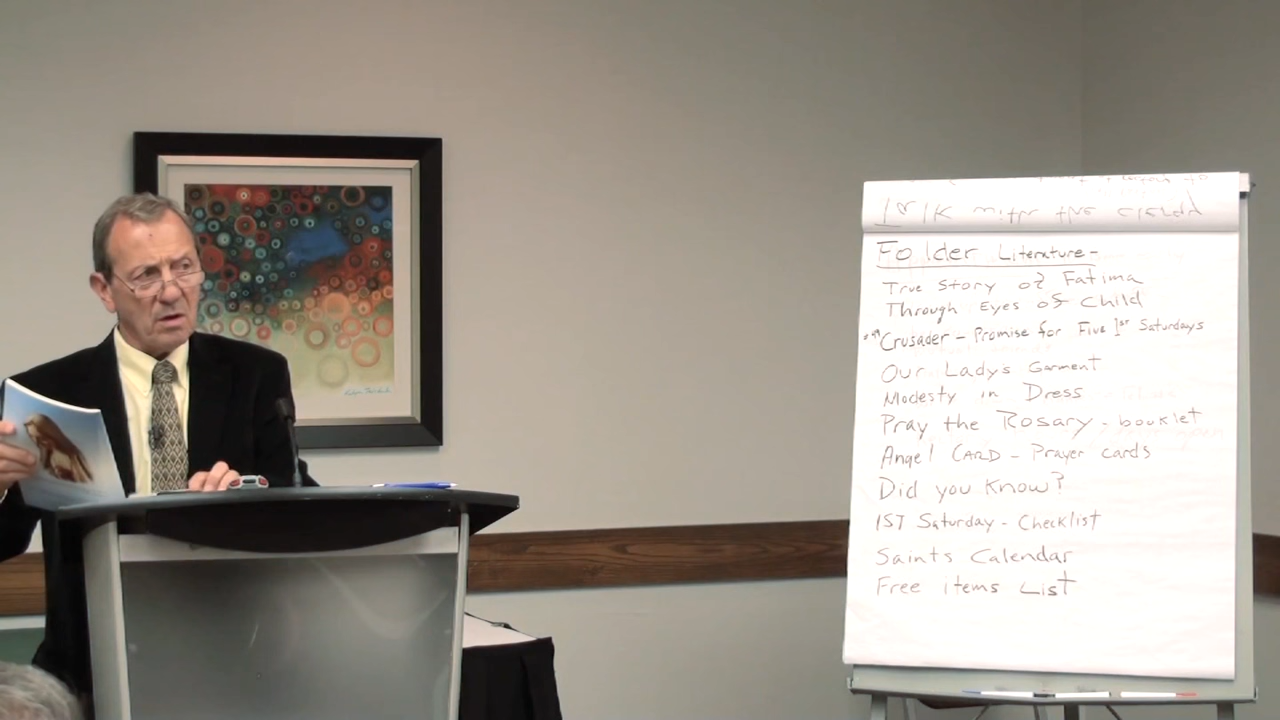 Folder Literature -
True Story of Fatima
Through Eyes of Child
Crusader - Promise for Five 1st Saturdays
Our Ladys Garment
Modesty in Dress
Pray the Rosary - booklet
Angel CARD - Prayer cards
Did you Know?
1ST Saturday - Checklist
Saints Calendar
Free items List